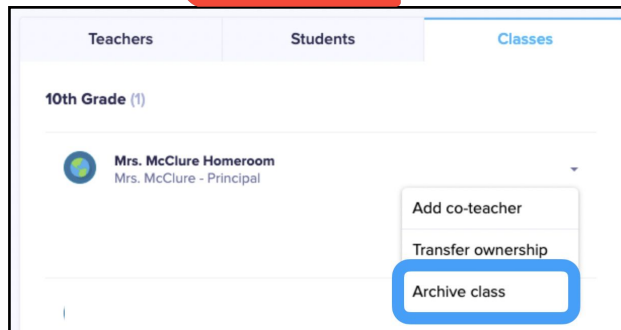 Teachers Students Classes
10th Grade (1)
Mrs. McClure Homeroom
Mrs. McClure - Principal
Add co-teacher
Transfer ownership
Archive class